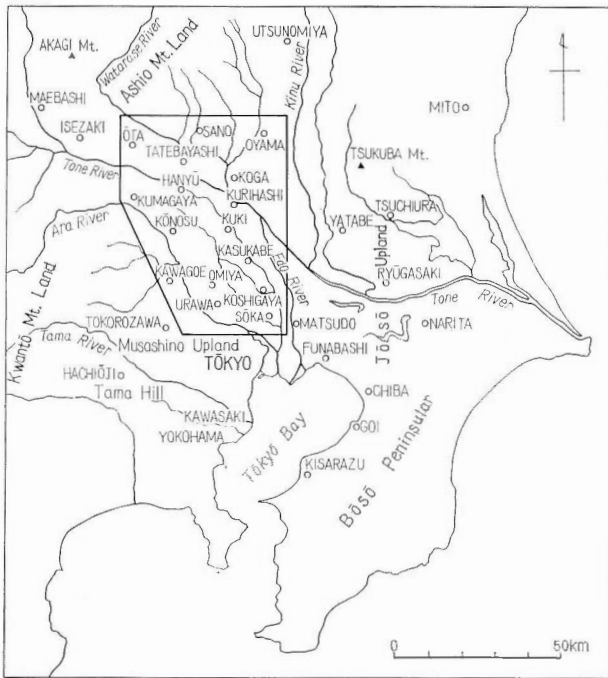 UTSUNOMIYA
AKAGI Mt.
Watarase River
Ashio Mt. Land
Kinu River
MAEBASHI
MITO
ISEZAKI
ŌTA
SANO
OYAMA
TATEBAYASHI
TSUKUBA Mt.
Tone River
HANYŪ
KOGA
KURIHASHI
KUMAGAYA
TSUCHIURA
Ara River
KŌNOSU
KUKI
YATABE
KASUKABE
Edo River
KAWAGOE
OMIYA
RYŪGASAKI
Jōsō Upland
URAWA
KOSHIGAYA
Tone River
Kwantō Mt. Land
SŌKA
TOKOROZAWA
MATSUDO
NARITA
Tama River
Musashino Upland
TŌKYO
FUNABASHI
HACHIŌJI
Tama Hill
CHIBA
KAWASAKI
Tōkyō Bay
GOI
YOKOHAMA
Bōsō Peninsular
KISARAZU
0 50km